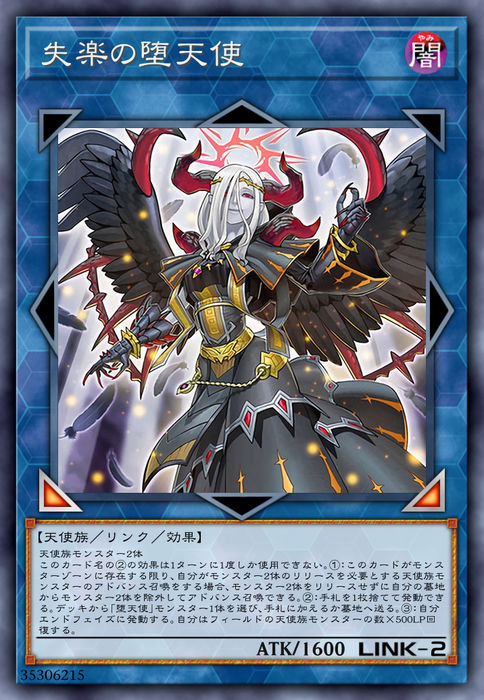 失楽の堕天使
やみ
闇
【天使族／リンク／効果】
天使族モンスター2体
このカード名の②の効果は1ターンに1度しか使用できない。①：このカードがモンス
ターゾーンに存在する限り、自分がモンスター2体のリリースを必要とする天使族モ
ンスターのアドバンス召喚をする場合、モンスター2体をリリースせずに自分の墓地
からモンスター2体を除外してアドバンス召喚できる。②：手札を1枚捨てて発動でき
る。デッキから「堕天使」モンスター1体を選び、手札に加えるか墓地へ送る。③：自分
エンドフェイズに発動する。自分はフィールドの天使族モンスターの数×500LP回
復する。
ATK/1600 LINK-2
35306215